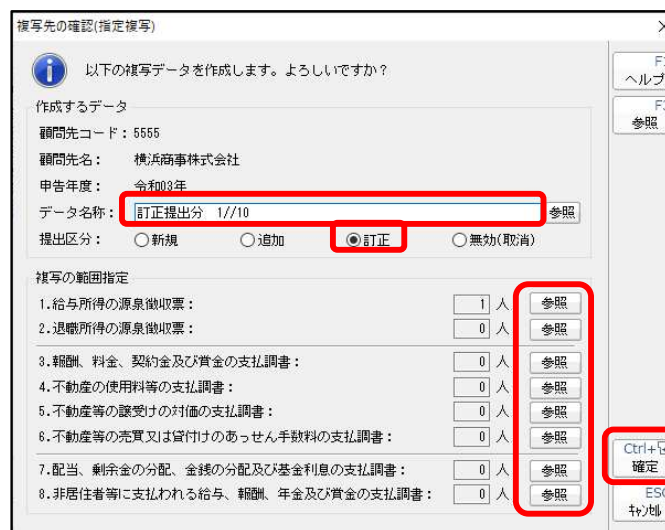 複写先の確認(指定複写)
以下の複写データを作成します。よろしいですか?
作成するデータ
顧問先コード: 5555
顧問先名: 横浜商事株式会社
申告年度: 令和03年
データ名称: 訂正提出分 1//10 参照
提出区分: 新規 追加 訂正 無効(取消)
複写の範囲指定
1.給与所得の源泉徴収票: 1 人 参照
2.退職所得の源泉徴収票: 0 人 参照
3.報酬、料金、契約金及び賞金の支払調書: 0 人 参照
4.不動産の使用料等の支払調書: 0 人 参照
5.不動産等の譲受けの対価の支払調書: 0 人 参照
6.不動産等の売買又は貸付けのあっせん手数料の支払調書: 0 人 参照
7.配当、剰余金の分配、金銭の分配及び基金利息の支払調書: 0 人 参照
8.非居住者等に支払われる給与、報酬、年金及び賞金の支払調書: 0 人 参照
ヘルプ
参照
Ctrl+
確定
ESC
キャンセル